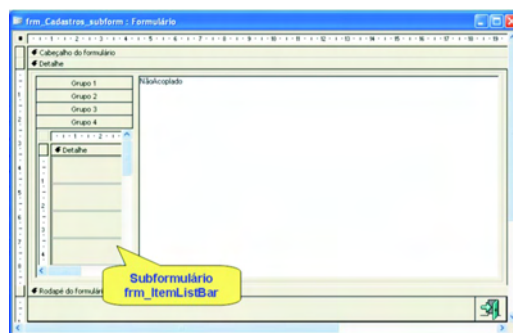 frm_Cadastros_subform : Formulário
Cabeçalho do formulário
Detalhe
Grupo 1
NãoAcoplado
Grupo 2
Grupo 3
Grupo 4
Detalhe
Subformulário
frm_ItemListBar
Rodapé do formulári